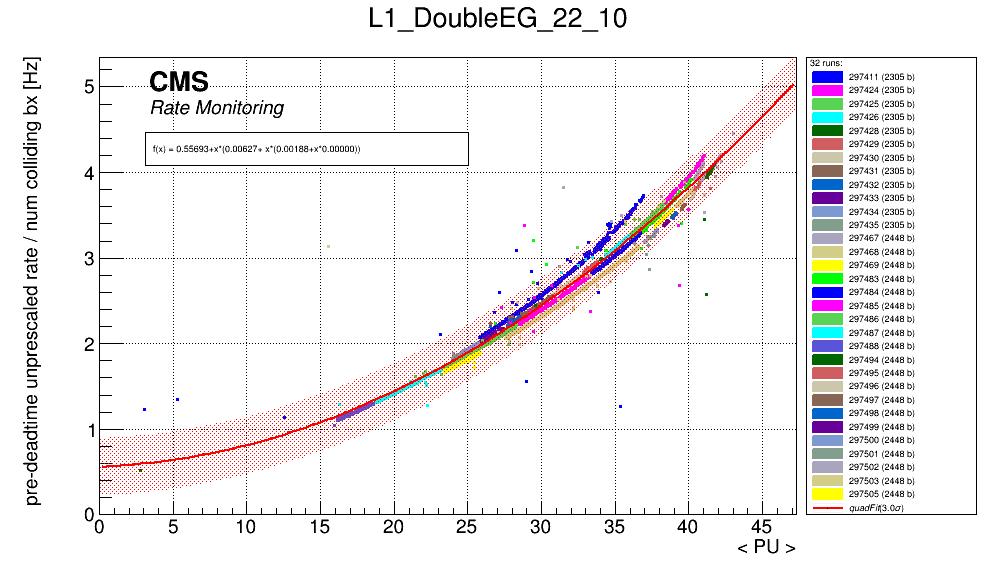 L1_DoubleEG_22_10
pre-deadtime unprescaled rate / num colliding bx [Hz]
CMS
Rate Monitoring
f(x) = 0.55693+x*(0.00627+ x*(0.00188+x*0.00000))
5
4
3
2
1
0
0 5 10 15 20 25 30 35 40 45
< PU >
32 runs:
297411 (2305 b)
297424 (2305 b)
297425 (2305 b)
297426 (2305 b)
297428 (2305 b)
297429 (2305 b)
297430 (2305 b)
297431 (2305 b)
297432 (2305 b)
297433 (2305 b)
297434 (2305 b)
297435 (2305 b)
297467 (2448 b)
297468 (2448 b)
297469 (2448 b)
297483 (2448 b)
297484 (2448 b)
297485 (2448 b)
297486 (2448 b)
297487 (2448 b)
297488 (2448 b)
297494 (2448 b)
297495 (2448 b)
297496 (2448 b)
297497 (2448 b)
297498 (2448 b)
297499 (2448 b)
297500 (2448 b)
297501 (2448 b)
297502 (2448 b)
297503 (2448 b)
297505 (2448 b)
quadFit(3.0σ)